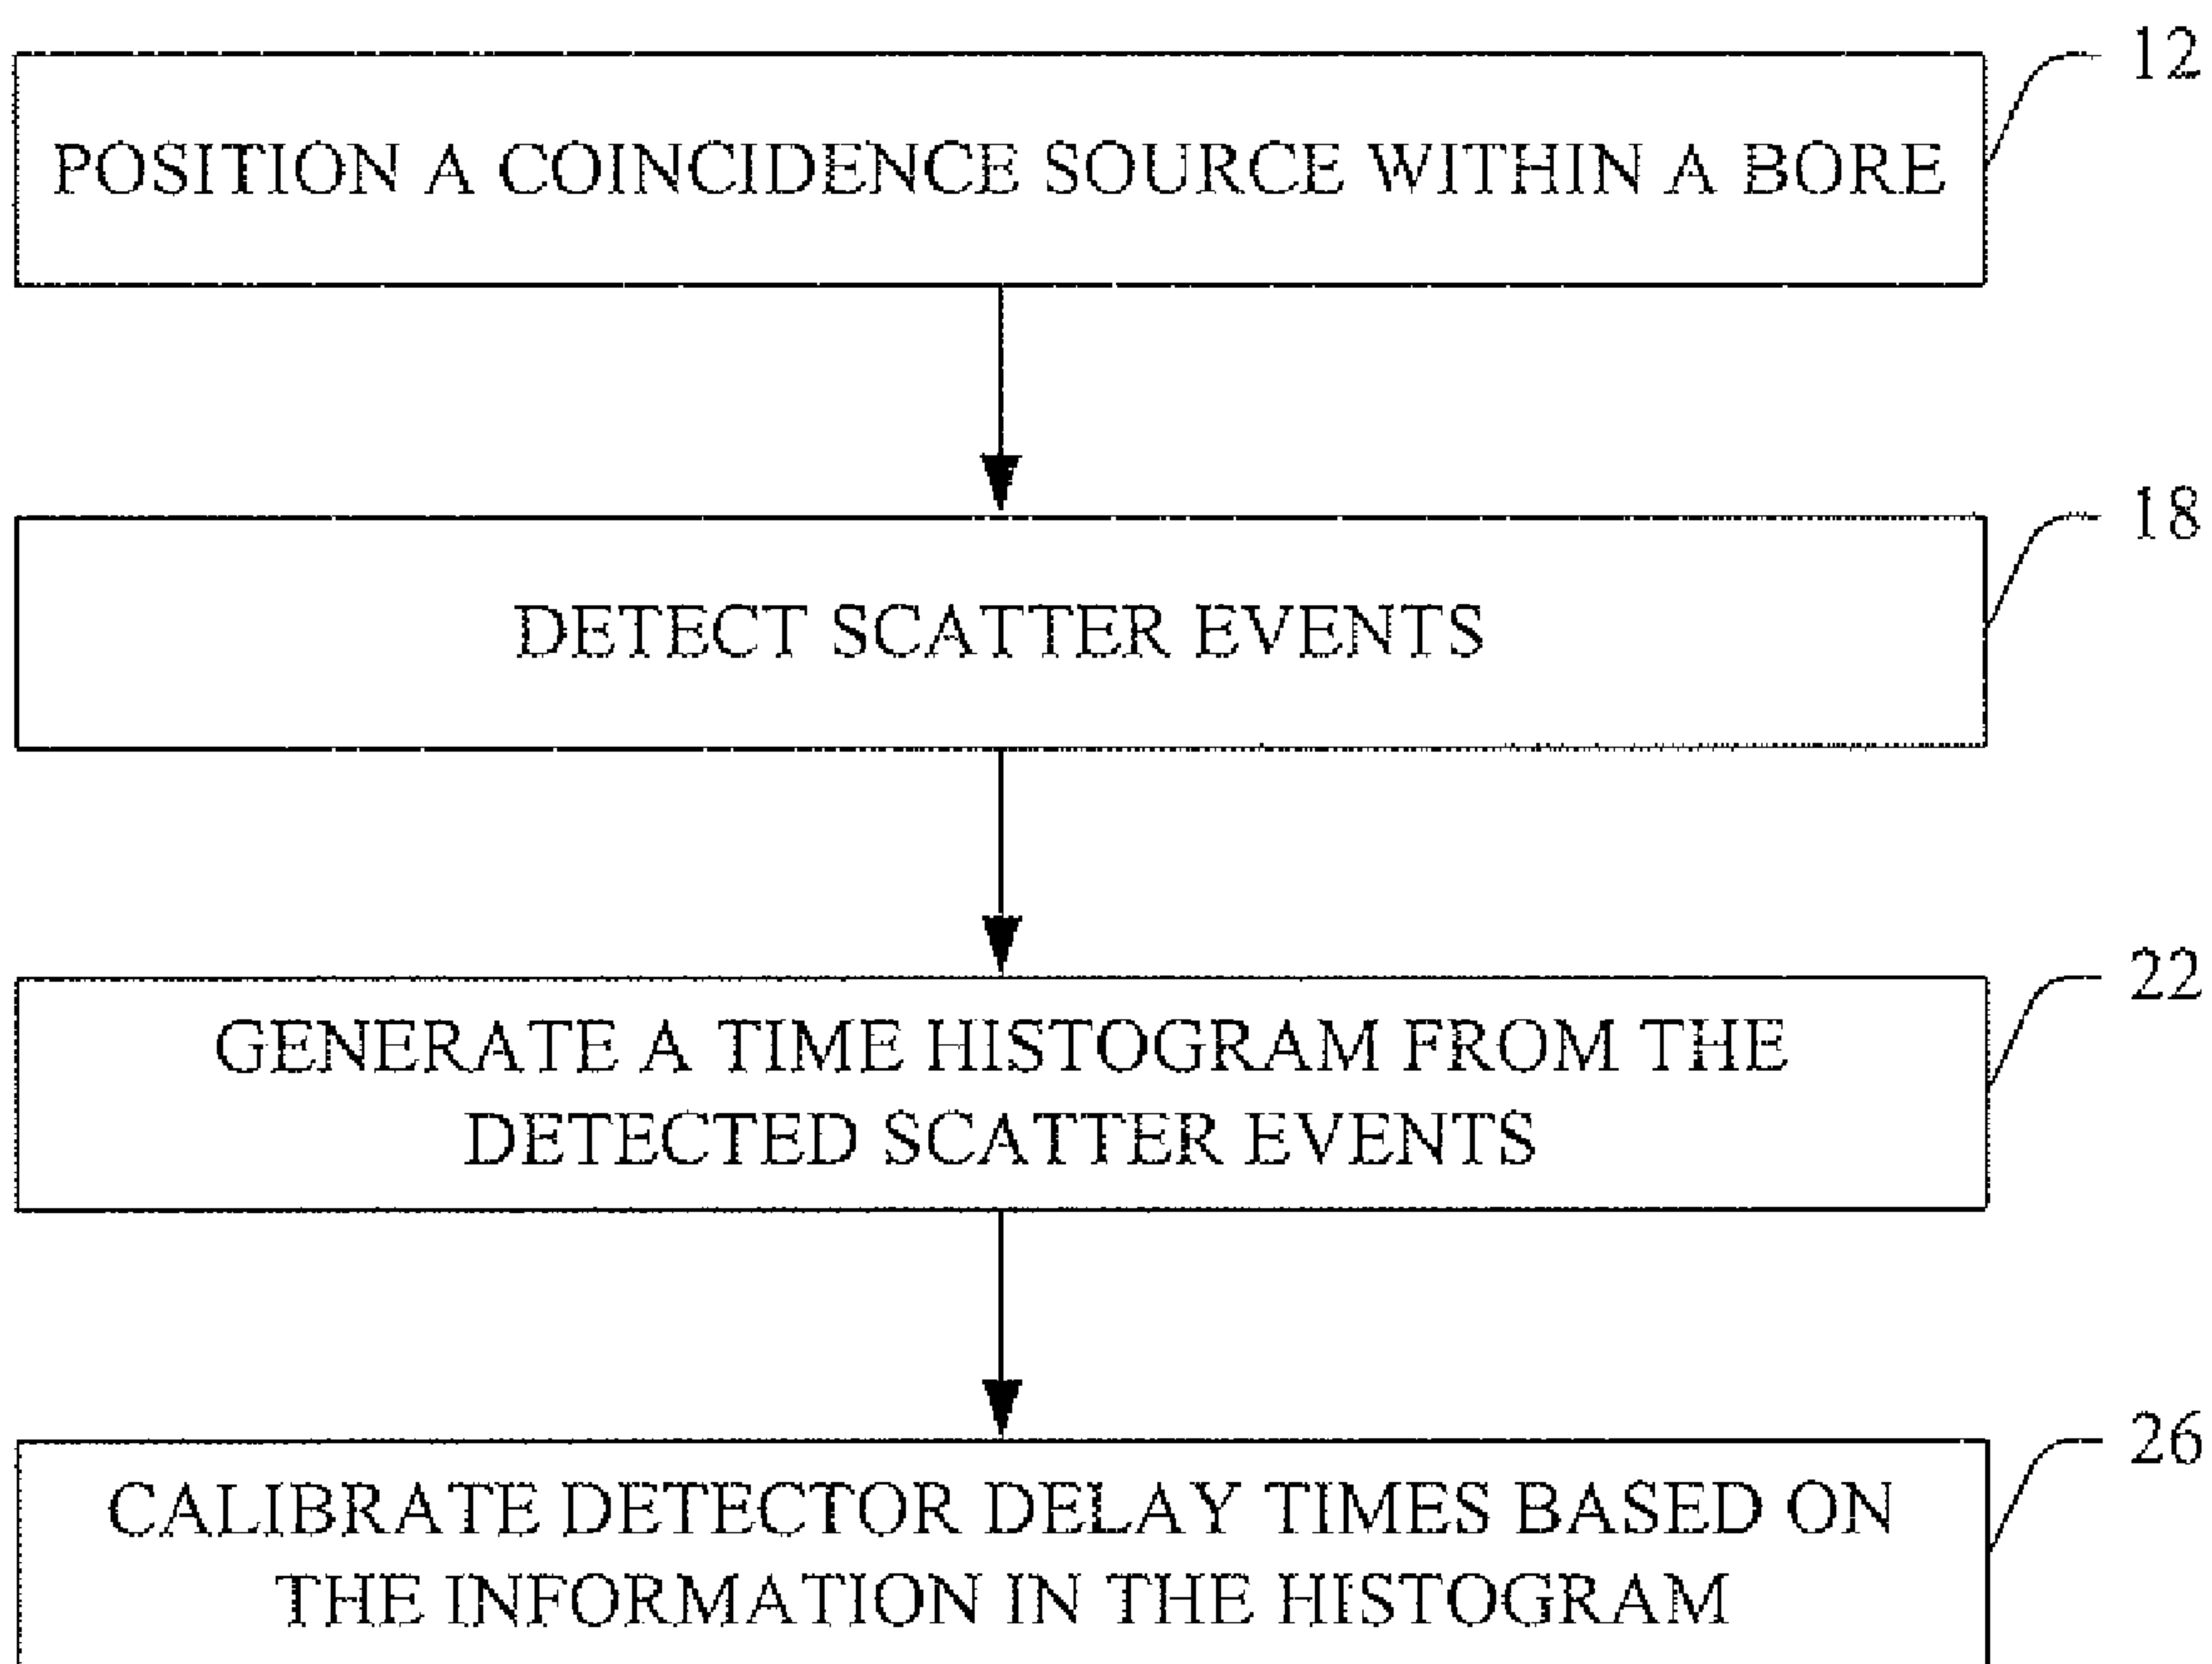 12
POSITION A COINCIDENCE SOURCE WITHIN A BORE
18
DETECT SCATTER EVENTS
22
GENERATE A TIME HISTOGRAM FROM THE
DETECTED SCATTER EVENTS
26
CALIBRATE DETECTOR DELAY TIMES BASED ON
THE INFORMATION IN THE HISTOGRAM